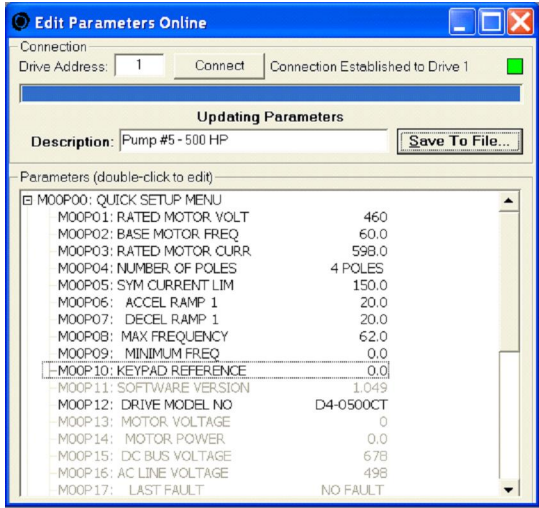 Edit Parameters Online
Connection
Drive Address: 1 Connect Connection Established to Drive 1
Updating Parameters
Description: Pump #5 - 500 HP Save To File...
Parameters (double-click to edit)
M00P00: QUICK SETUP MENU
M00P01: RATED MOTOR VOLT 460
M00P02: BASE MOTOR FREQ 60.0
M00P03: RATED MOTOR CURR 598.0
M00P04: NUMBER OF POLES 4 POLES
M00P05: SYM CURRENT LIM 150.0
M00P06: ACCEL RAMP 1 20.0
M00P07: DECEL RAMP 1 20.0
M00P08: MAX FREQUENCY 62.0
M00P09: MINIMUM FREQ 0.0
M00P10: KEYPAD REFERENCE 0.0
M00P11: SOFTWARE VERSION 1.049
M00P12: DRIVE MODEL NO D4-0500CT
M00P13: MOTOR VOLTAGE 0
M00P14: MOTOR POWER 0.0
M00P15: DC BUS VOLTAGE 678
M00P16: AC LINE VOLTAGE 498
M00P17: LAST FAULT NO FAULT